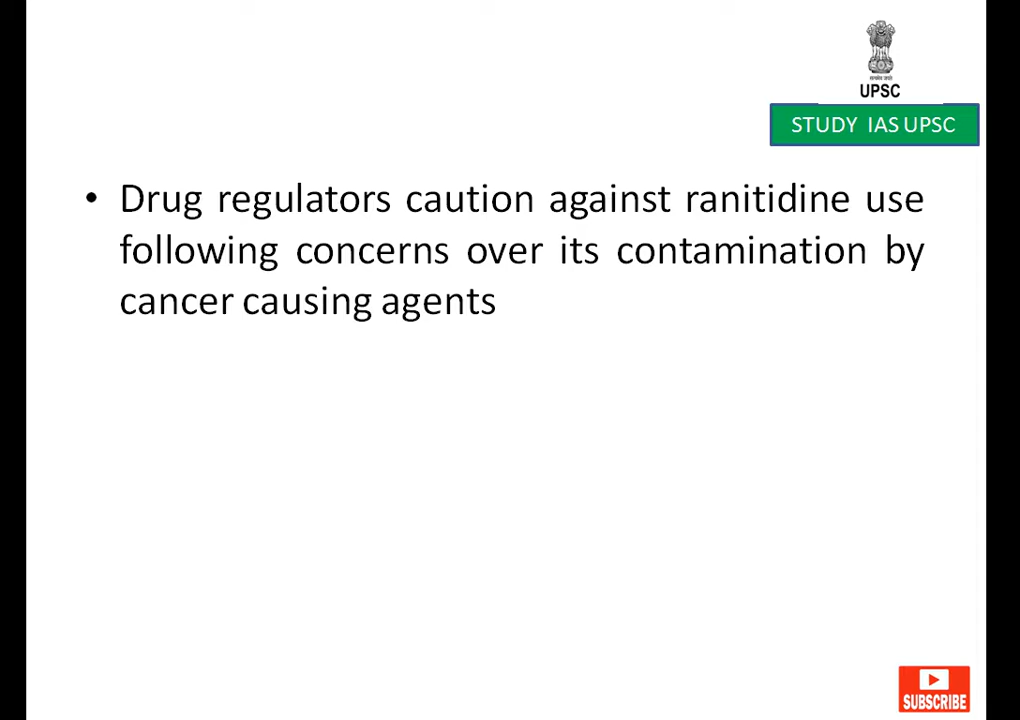 UPSC
STUDY IAS UPSC
• Drug regulators caution against ranitidine use
following concerns over its contamination by
cancer causing agents
SUBSCRIBE